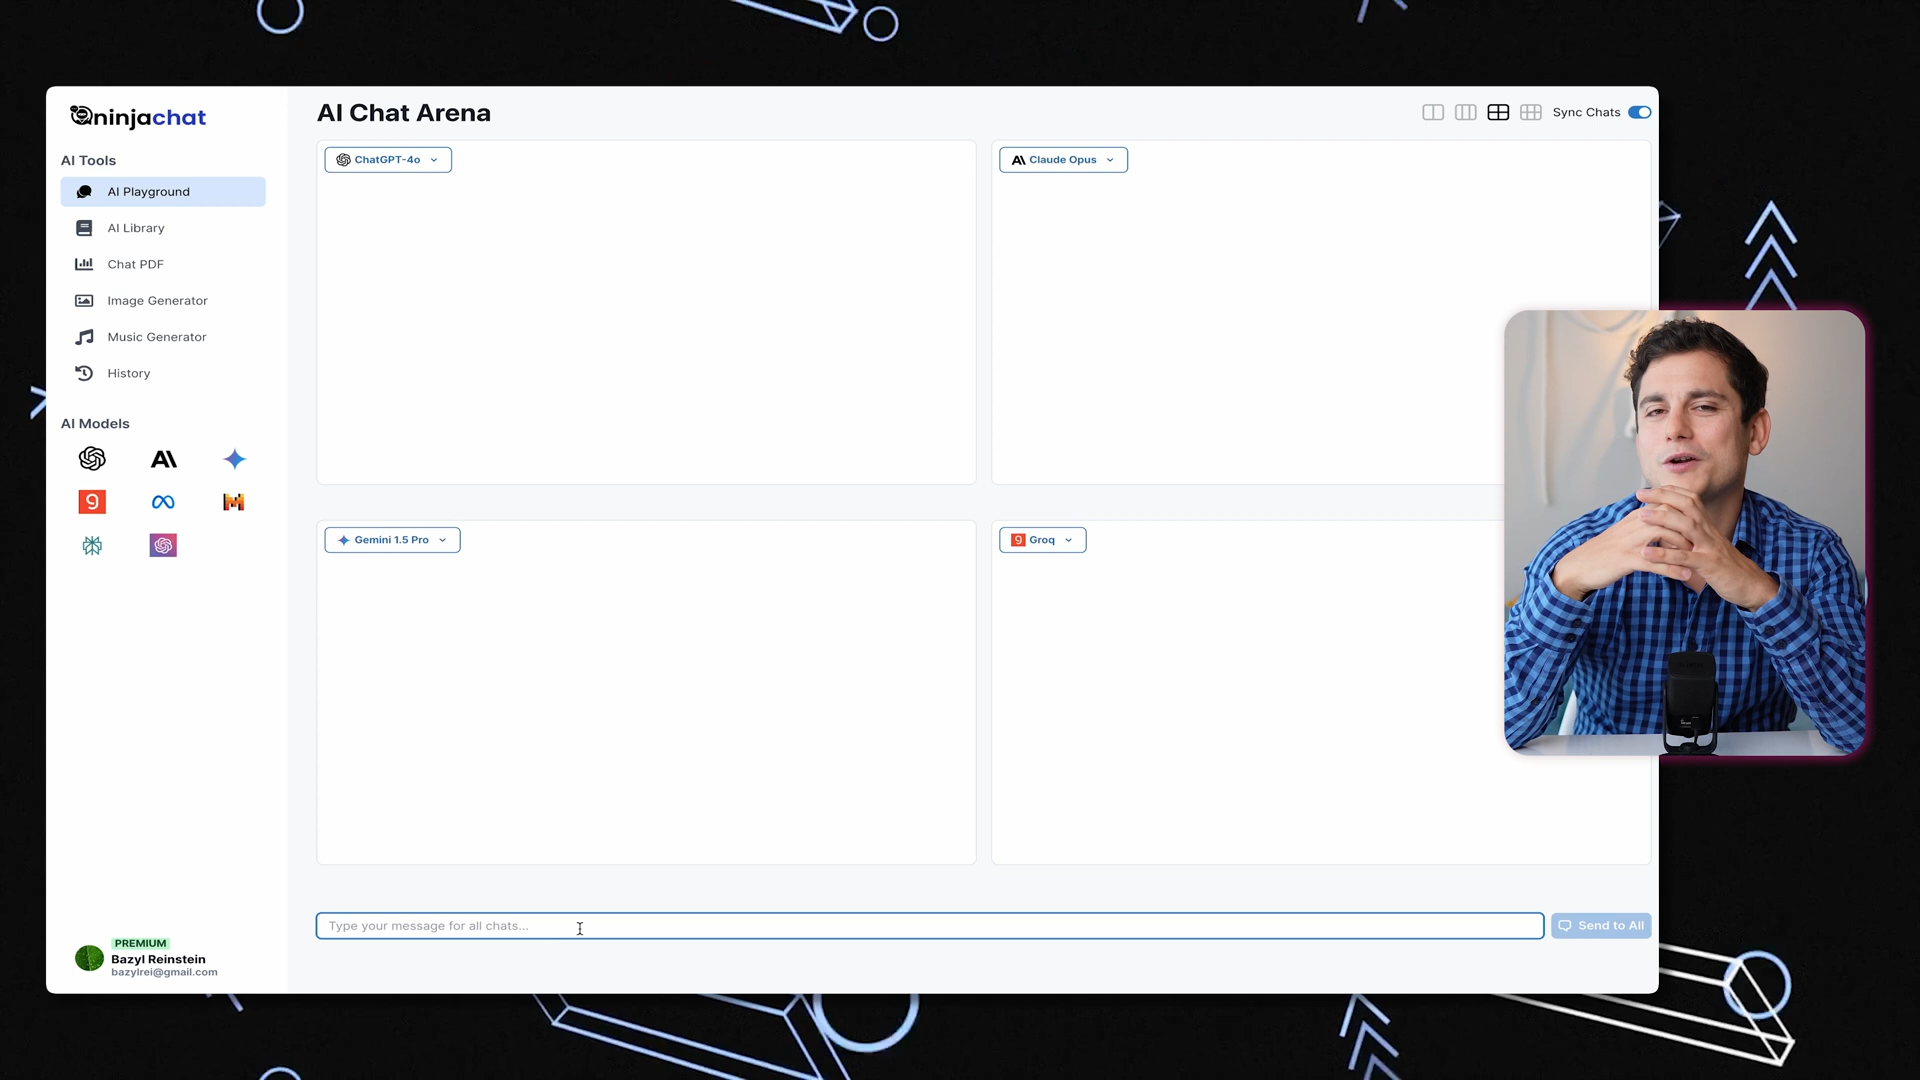 ninjachat
AI Tools
AI Playground
AI Library
Chat PDF
Image Generator
Music Generator
History
AI Models
PREMIUM
Bazyl Reinstein
bazylrei@gmail.com
AI Chat Arena
Sync Chats
ChatGPT-4o
Claude Opus
Gemini 1.5 Pro
Groq
Type your message for all chats...
Send to All